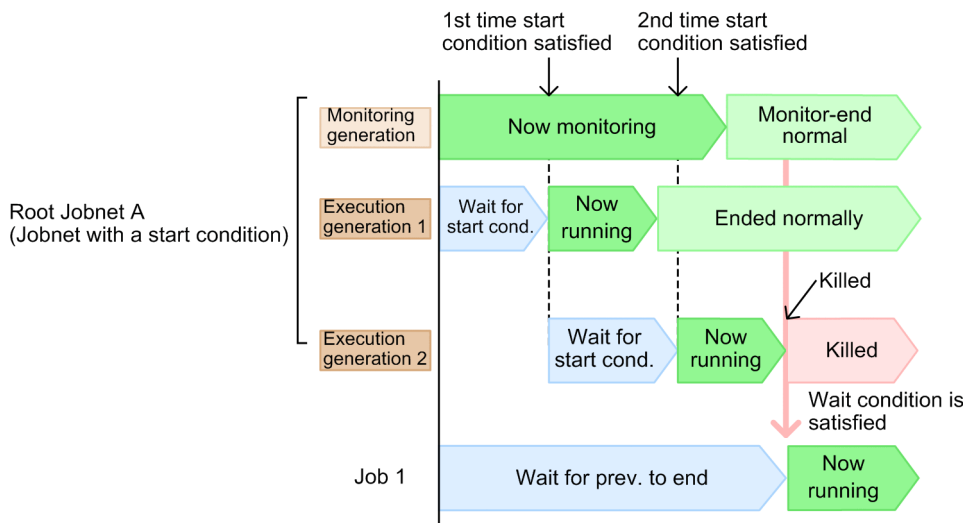 1st time start
condition satisfied
2nd time start
condition satisfied
Monitoring
generation
Now monitoring
Monitor-end
normal
Root Jobnet A
(Jobnet with a start condition)
Execution
generation 1
Wait for
start cond.
Now
running
Ended normally
Killed
Execution
generation 2
Wait for
start cond.
Now
running
Killed
Wait condition is
satisfied
Job 1
Wait for prev. to end
Now
running